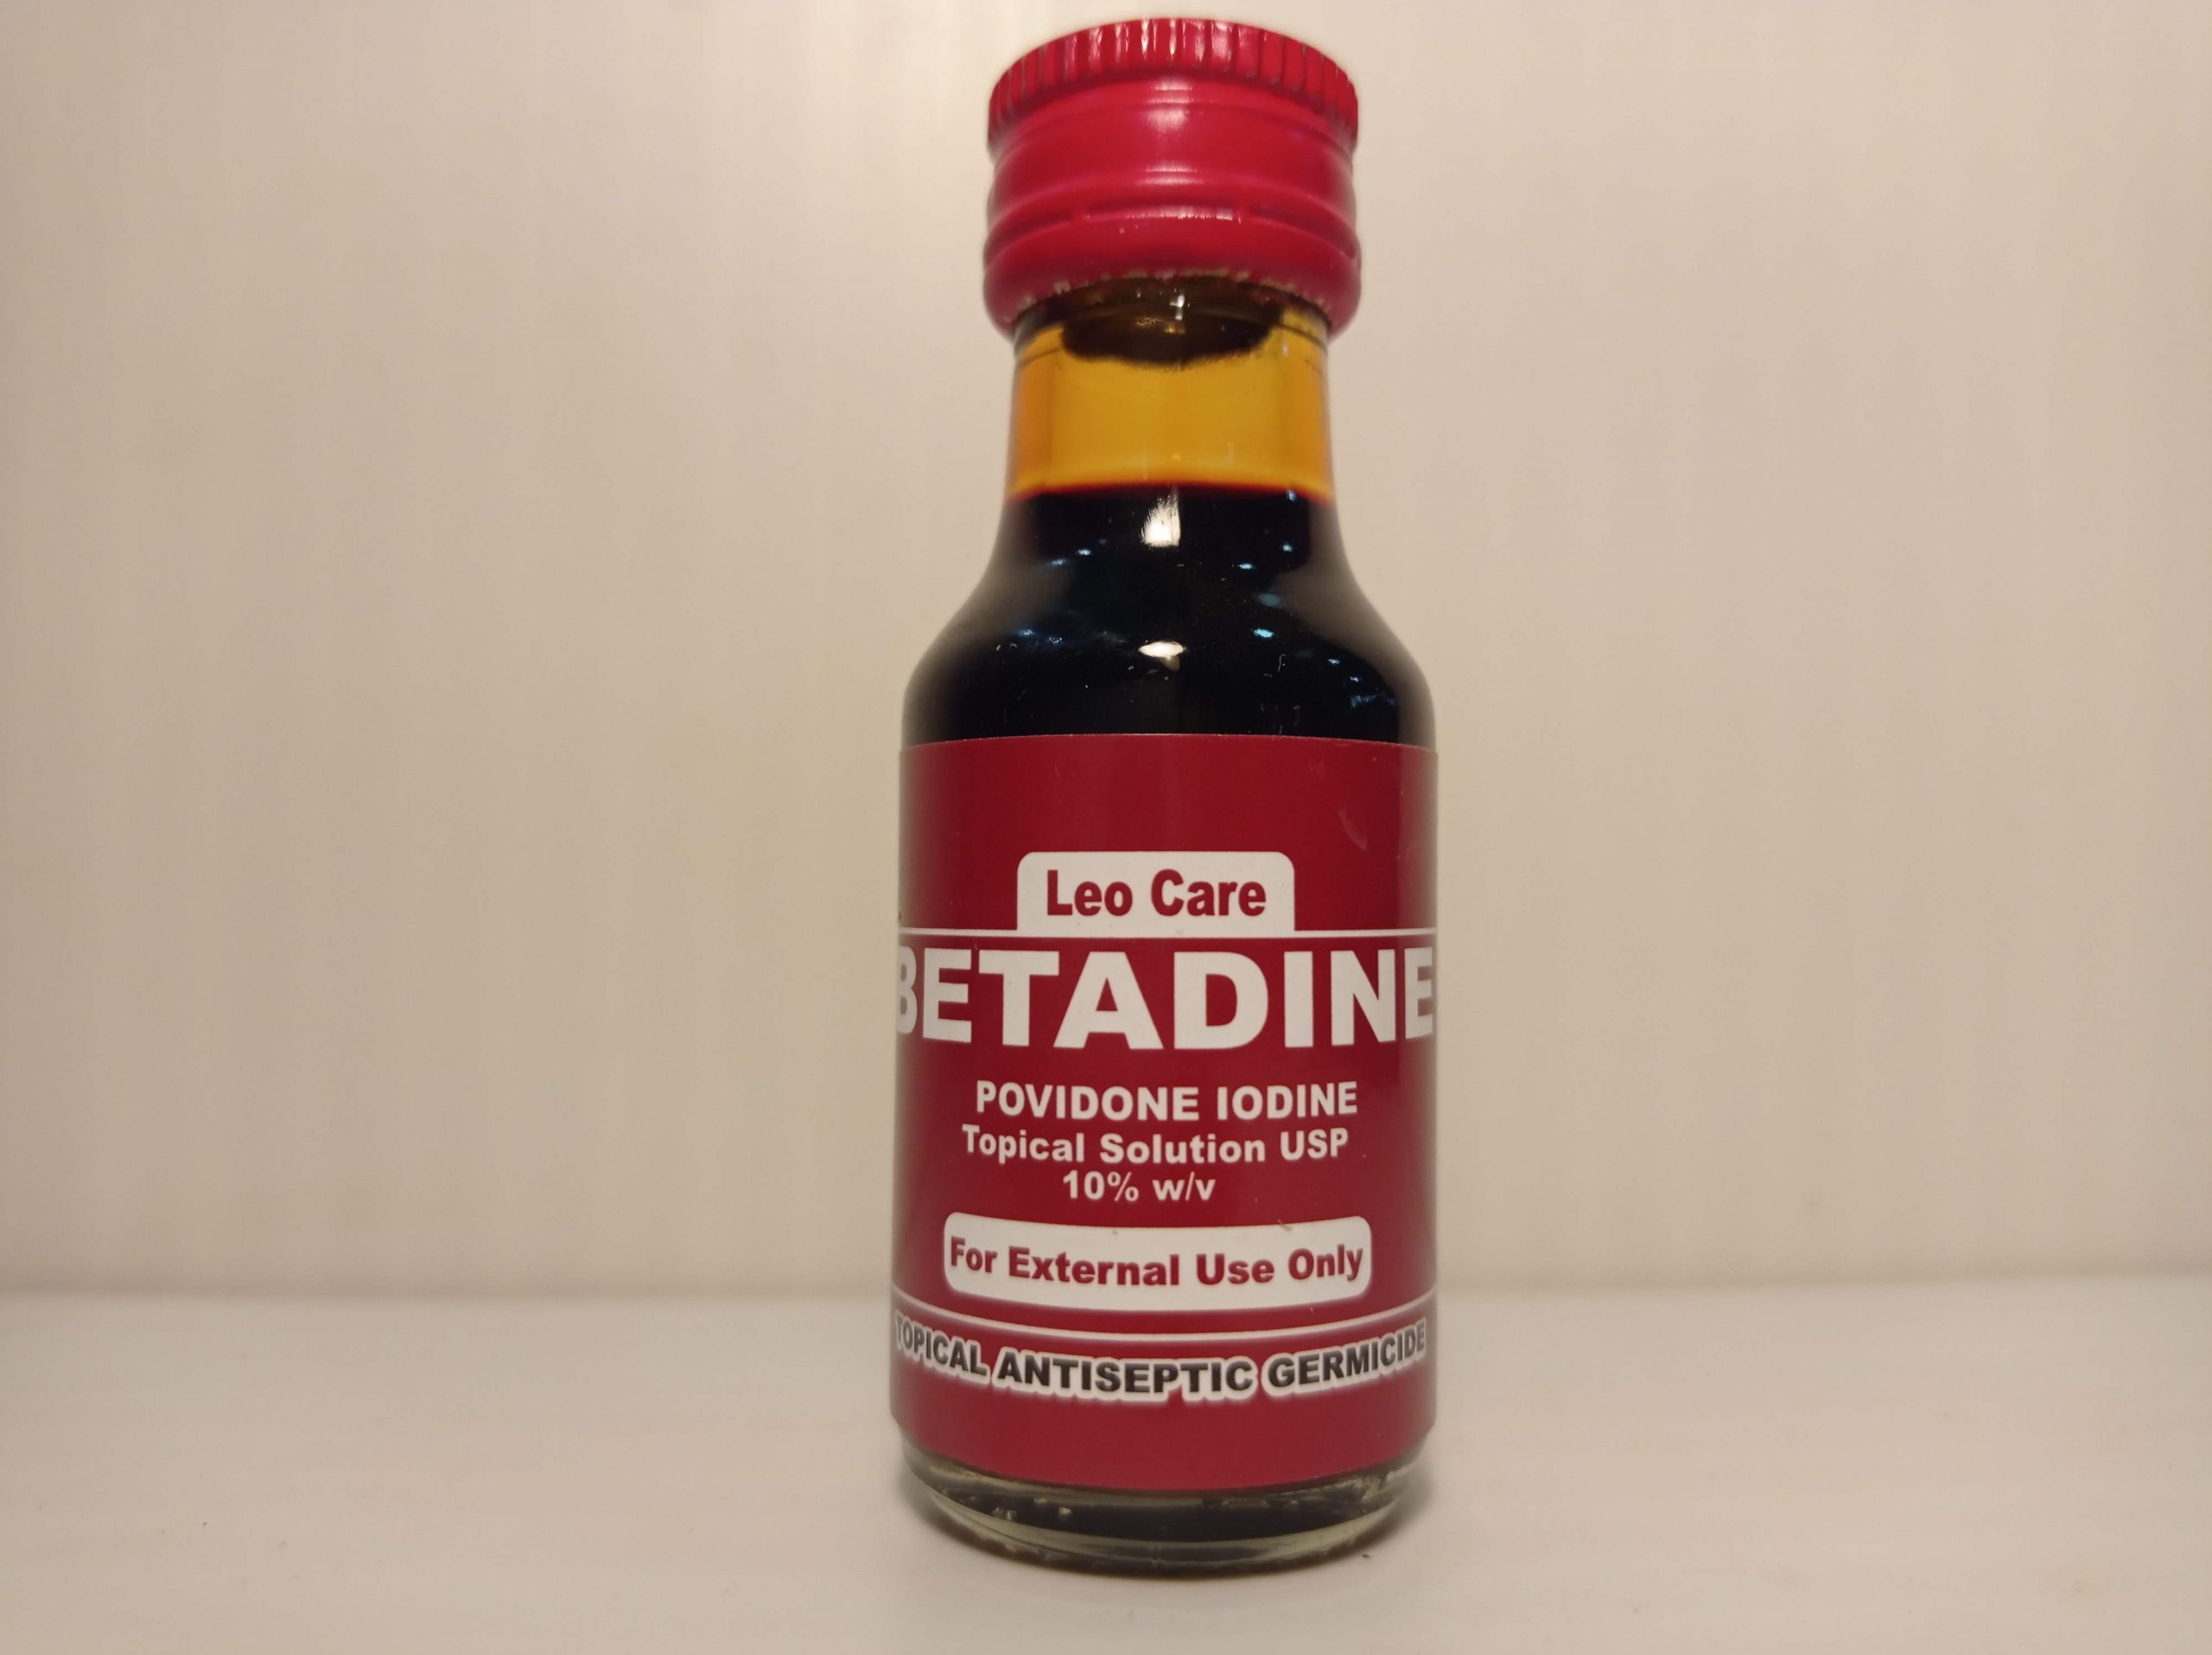 Leo Care
BETADINE
POVIDONE IODINE
Topical Solution USP
10% w/v
For External Use Only
TOPICAL ANTISEPTIC GERMICIDE